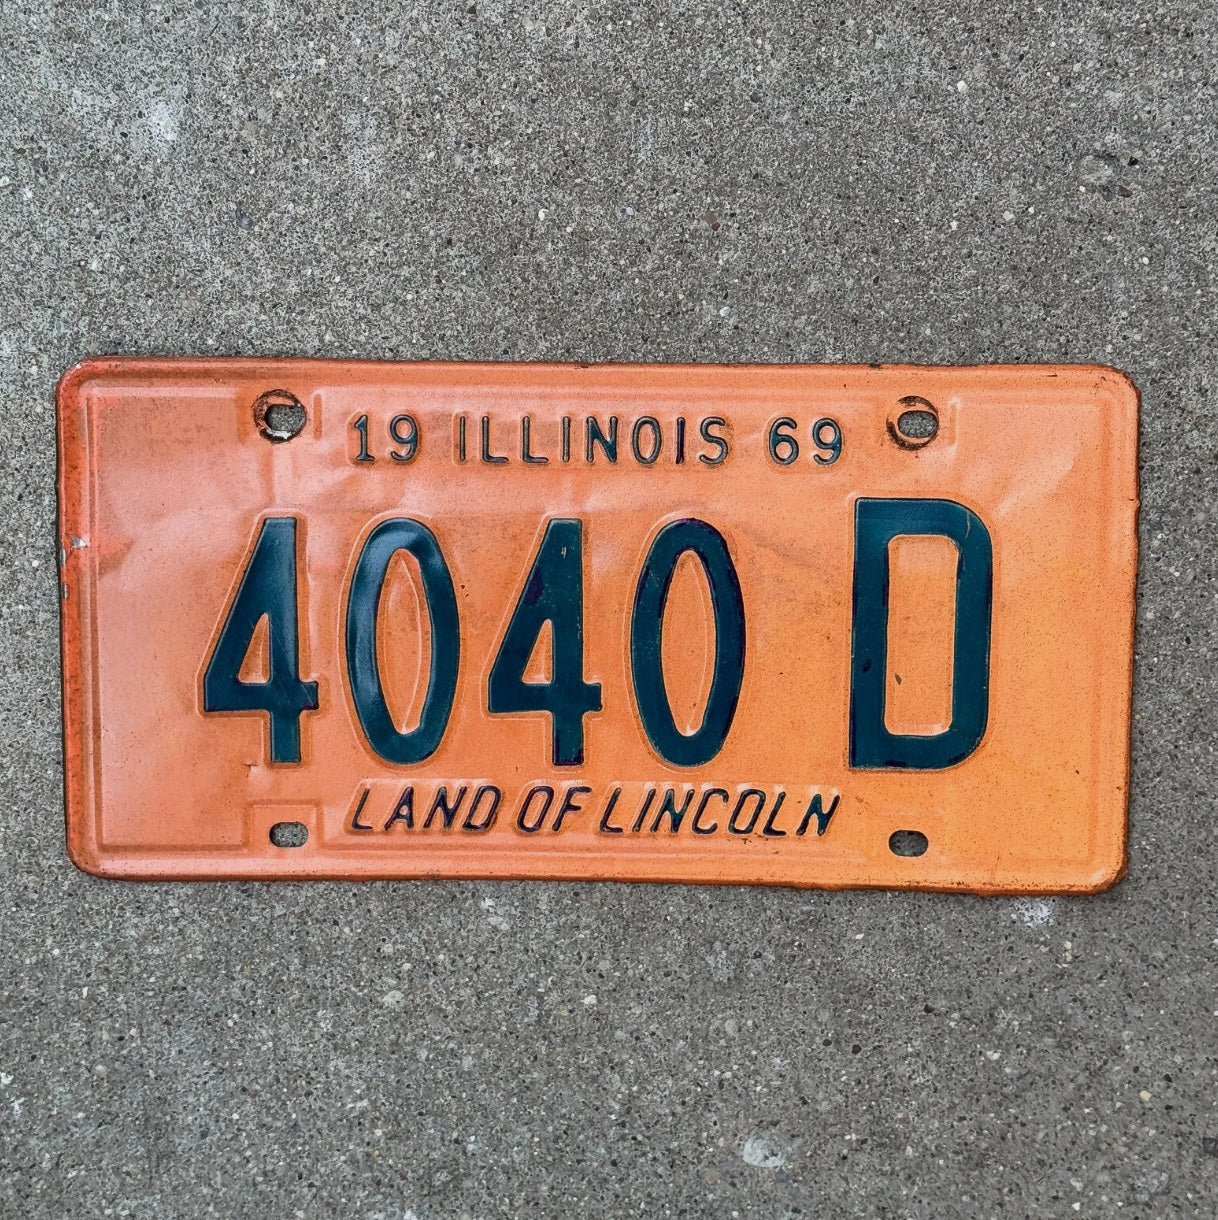 19 ILLINOIS 69
4040 D
LAND OF LINCOLN